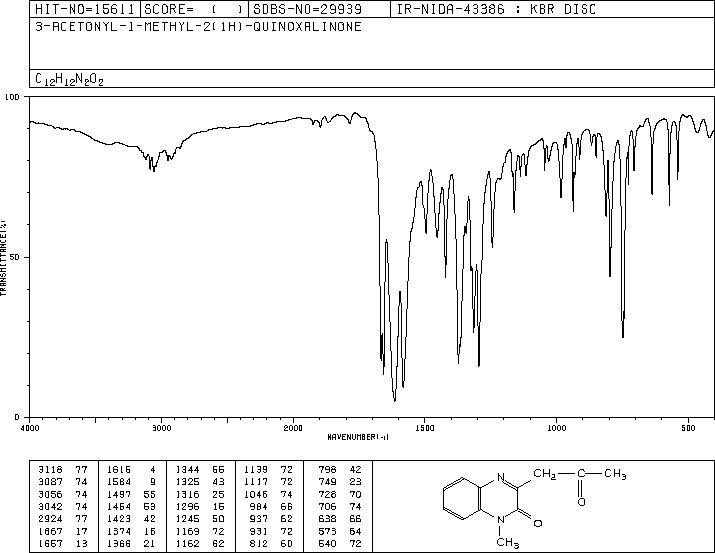 HIT-NO=15611 SCORE= ( ) SDBS-NO=29939 IR-NIDA-43386 : KBR DISC
3-ACETONYL-1-METHYL-2(1H)-QUINOXALINONE
C12H12N2O2
100
50
0
TRANSMITTANCE(%)
4000 3000 2000 1500 1000 500
WAVENUMBER(-1)
3118 77 1616 4 1344 66 1139 72 798 42
3087 74 1584 9 1325 43 1117 72 749 23
3056 74 1497 55 1316 25 1046 74 728 70
3042 74 1454 53 1296 15 984 66 706 74
2924 77 1423 42 1245 50 937 62 638 66
1667 17 1374 16 1169 72 931 72 573 64
1657 13 1366 21 1162 62 812 60 540 72
N CH2 C CH3
O
N O
CH3